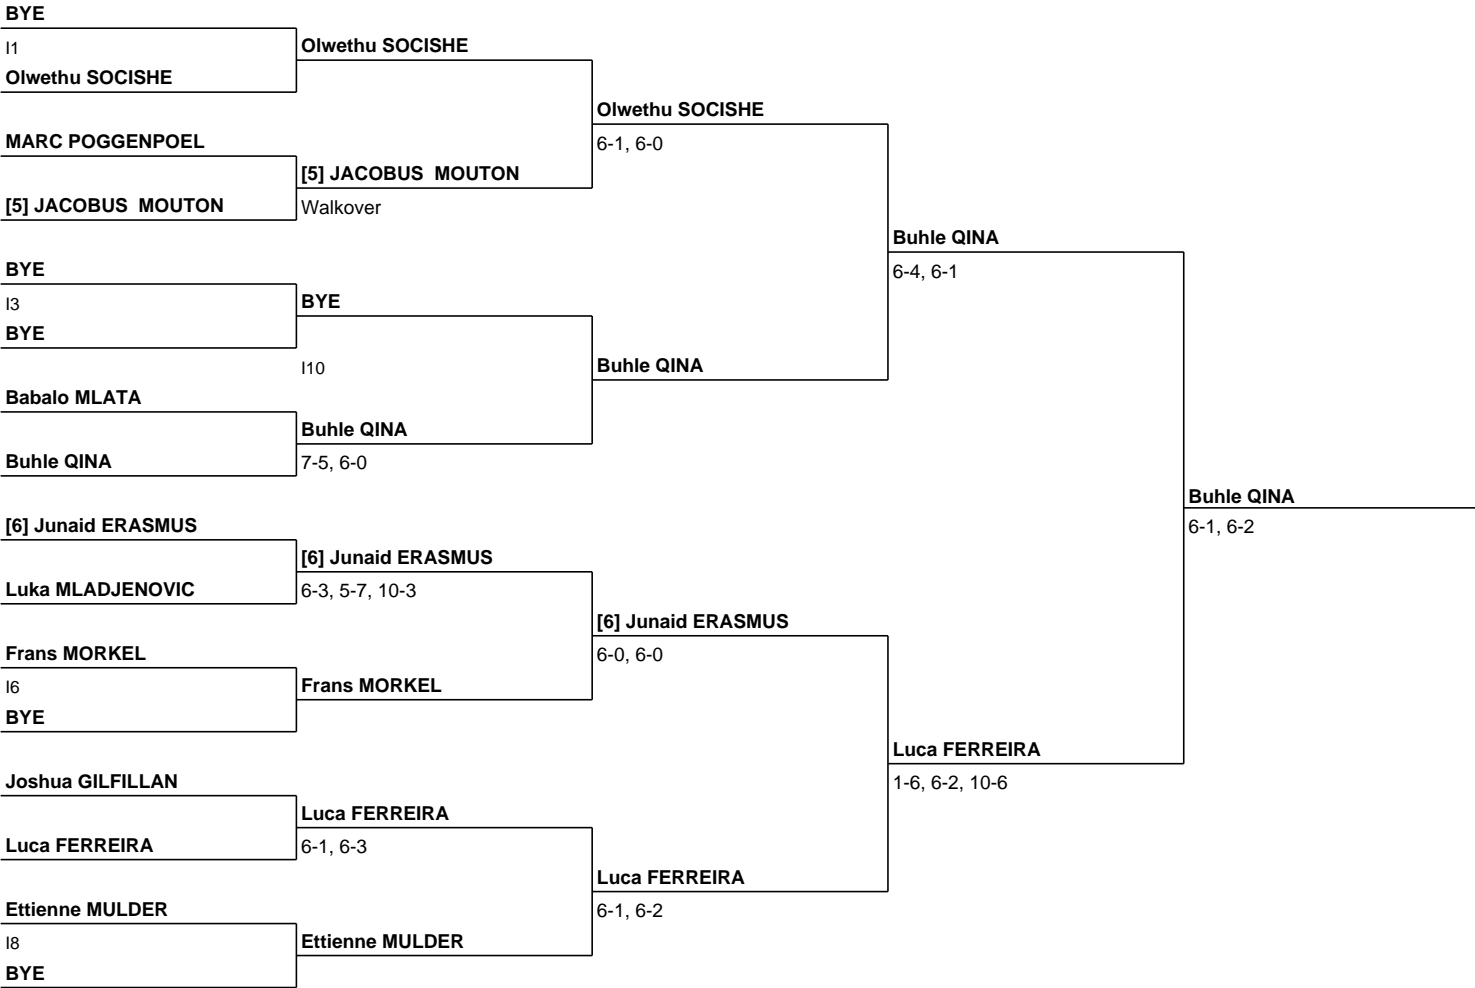 BYE
I1
Olwethu SOCISHE
MARC POGGENPOEL
[5] JACOBUS  MOUTON
BYE
I3
BYE
Babalo MLATA
Buhle QINA
[6] Junaid ERASMUS
Luka MLADJENOVIC
Frans MORKEL
I6
BYE
Joshua GILFILLAN
Luca FERREIRA
Ettienne MULDER
I8
BYE
Olwethu SOCISHE
[5] JACOBUS  MOUTON
Walkover
BYE
I10
Buhle QINA
7-5, 6-0
[6] Junaid ERASMUS
6-3, 5-7, 10-3
Frans MORKEL
Luca FERREIRA
6-1, 6-3
Ettienne MULDER
Olwethu SOCISHE
6-1, 6-0
Buhle QINA
[6] Junaid ERASMUS
6-0, 6-0
Luca FERREIRA
6-1, 6-2
Buhle QINA
6-4, 6-1
Luca FERREIRA
1-6, 6-2, 10-6
Buhle QINA
6-1, 6-2